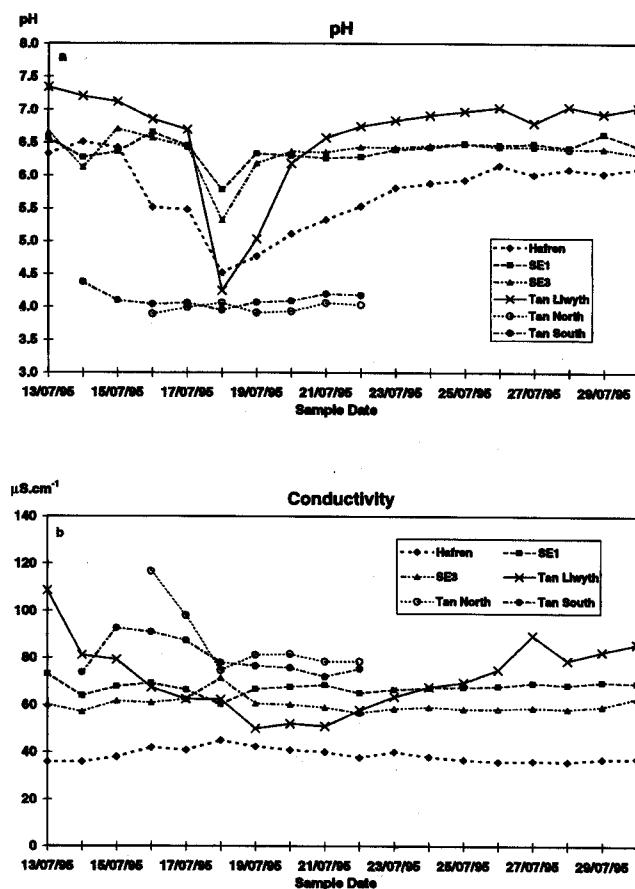 pH
pH
8.0
a
7.5
7.0
6.5
6.0
5.5
5.0
4.5
4.0
3.5
3.0
Hafren
SE1
SE3
Tan Llwyth
Tan North
Tan South
13/07/95 15/07/95 17/07/95 19/07/95 21/07/95 23/07/95 25/07/95 27/07/95 29/07/95
Sample Date
µS.cm-1
Conductivity
140
b
120
100
80
60
40
20
0
Hafren SE1
SE3 Tan Llwyth
Tan North Tan South
13/07/95 15/07/95 17/07/95 19/07/95 21/07/95 23/07/95 25/07/95 27/07/95 29/07/95
Sample Date